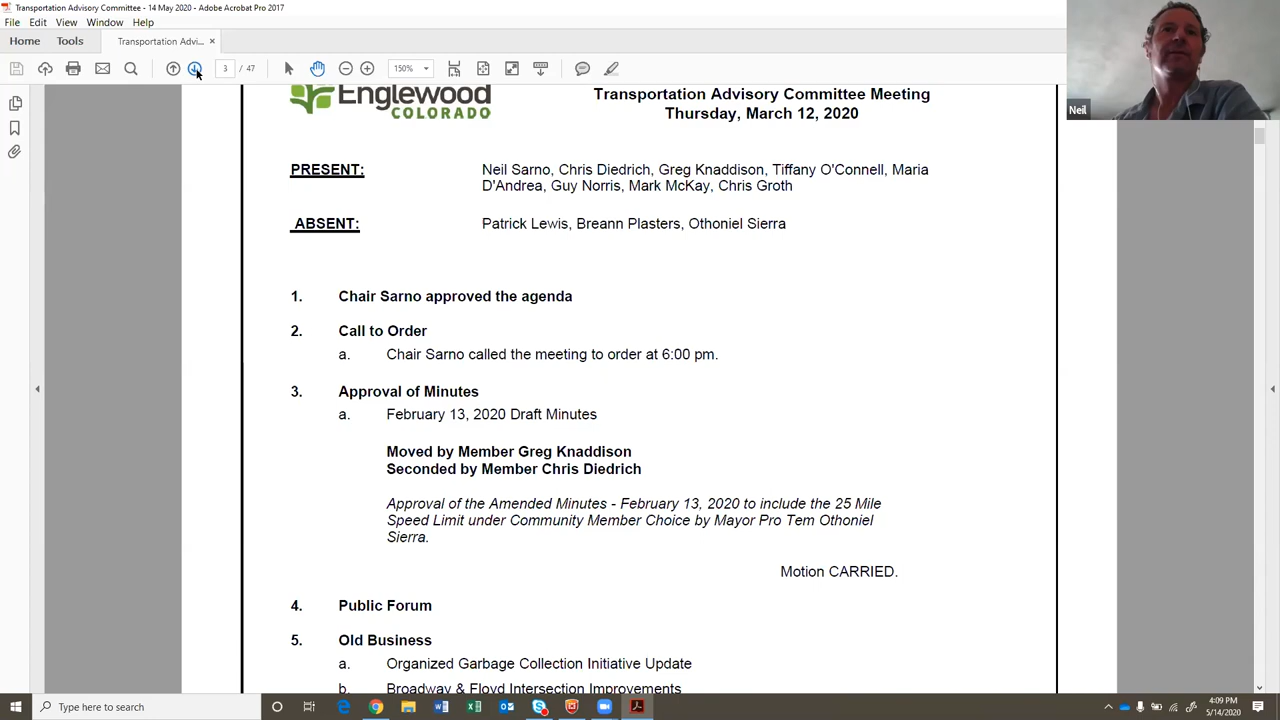 Transportation Advisory Committee - 14 May 2020 - Adobe Acrobat Pro 2017
File Edit View Window Help
Home Tools Transportation Advi... ×
3 / 47 150%
Neil
Englewood
COLORADO
Transportation Advisory Committee Meeting
Thursday, March 12, 2020
PRESENT: Neil Sarno, Chris Diedrich, Greg Knaddison, Tiffany O'Connell, Maria
D'Andrea, Guy Norris, Mark McKay, Chris Groth
ABSENT: Patrick Lewis, Breann Plasters, Othoniel Sierra
1. Chair Sarno approved the agenda
2. Call to Order
a. Chair Sarno called the meeting to order at 6:00 pm.
3. Approval of Minutes
a. February 13, 2020 Draft Minutes
Moved by Member Greg Knaddison
Seconded by Member Chris Diedrich
Approval of the Amended Minutes - February 13, 2020 to include the 25 Mile
Speed Limit under Community Member Choice by Mayor Pro Tem Othoniel
Sierra.
Motion CARRIED.
4. Public Forum
5. Old Business
a. Organized Garbage Collection Initiative Update
b. Broadway & Floyd Intersection Improvements
Type here to search
4:09 PM
5/14/2020